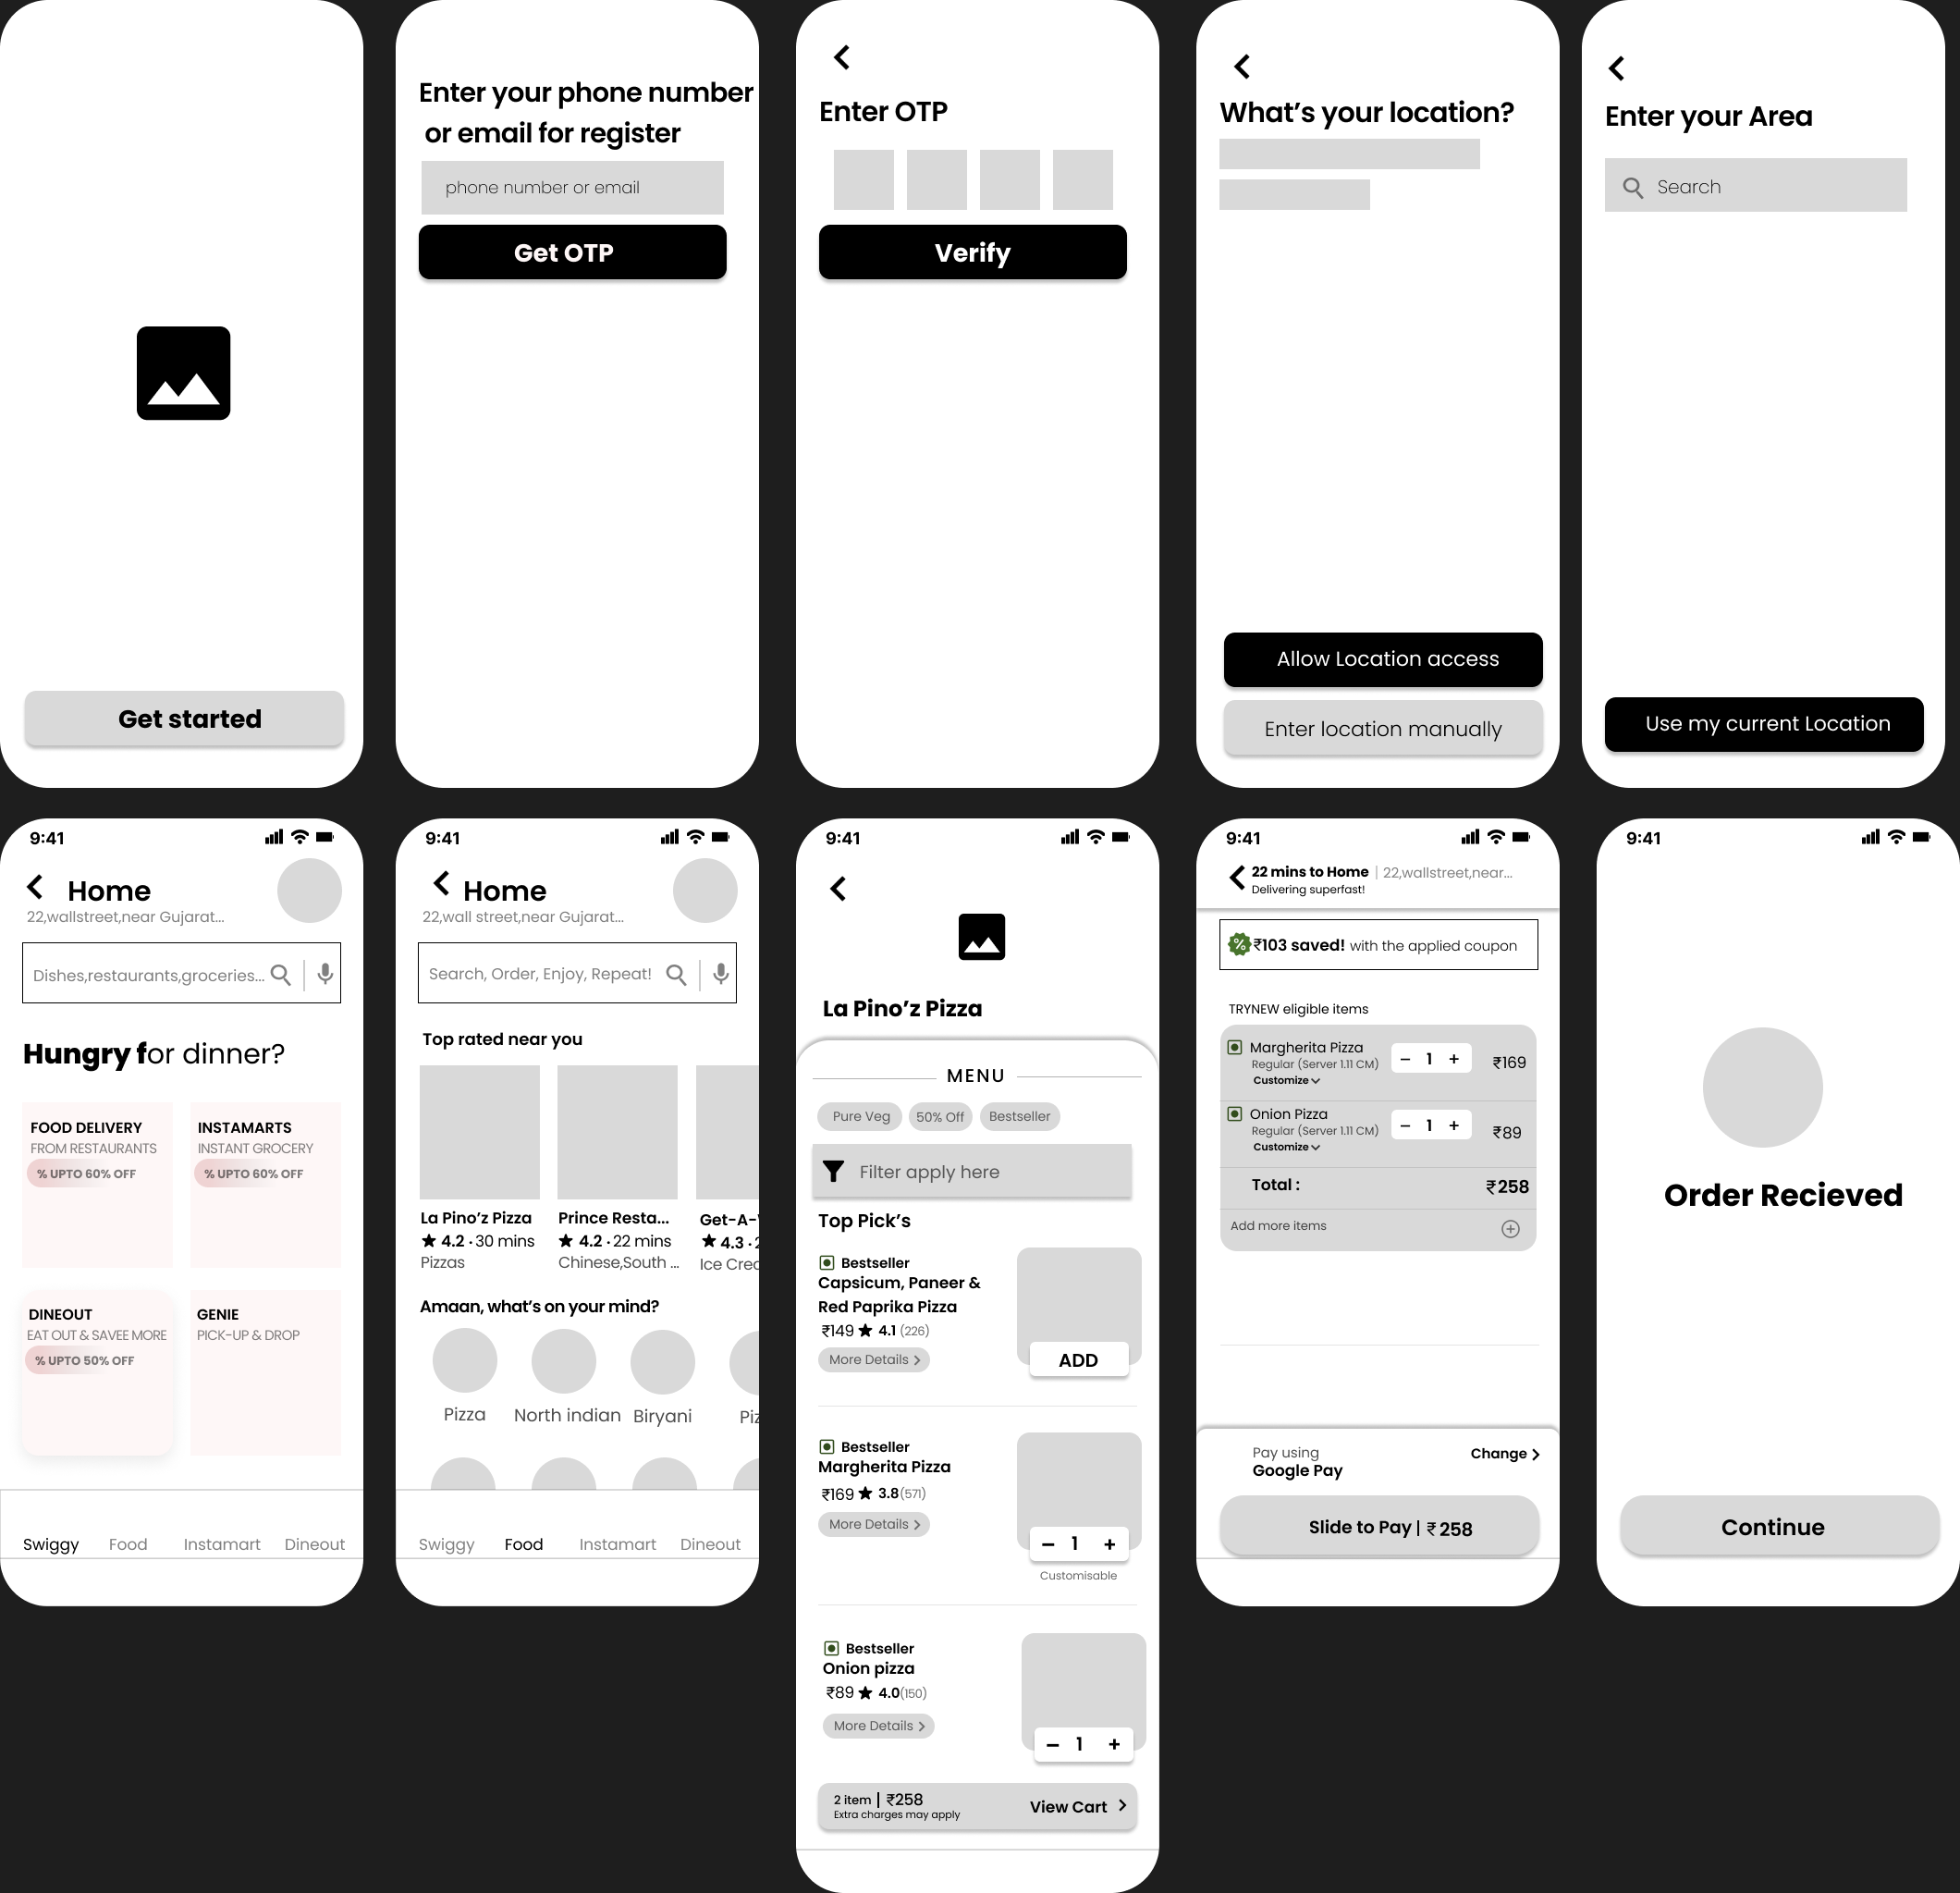 Get started
Enter your phone number
or email for register
phone number or email
Get OTP
Enter OTP
Verify
What’s your location?
Allow Location access
Enter location manually
Enter your Area
Search
Use my current Location
9:41
Home
22,wallstreet,near Gujarat...
Dishes,restaurants,groceries...
Hungry for dinner?
FOOD DELIVERY
FROM RESTAURANTS
% UPTO 60% OFF
INSTAMARTS
INSTANT GROCERY
% UPTO 60% OFF
DINEOUT
EAT OUT & SAVEE MORE
% UPTO 50% OFF
GENIE
PICK-UP & DROP
Swiggy Food Instamart Dineout
9:41
Home
22,wall street,near Gujarat...
Search, Order, Enjoy, Repeat!
Top rated near you
La Pino’z Pizza
4.2 · 30 mins
Pizzas
Prince Resta...
4.2 · 22 mins
Chinese,South ...
Get-A-
4.3 · 2
Ice Crea
Amaan, what’s on your mind?
Pizza North indian Biryani Piz
Swiggy Food Instamart Dineout
9:41
La Pino’z Pizza
MENU
Pure Veg 50% Off Bestseller
Filter apply here
Top Pick’s
Bestseller
Capsicum, Paneer &
Red Paprika Pizza
₹149 4.1 (226)
More Details
ADD
Bestseller
Margherita Pizza
₹169 3.8(571)
More Details
– 1 +
Customisable
Bestseller
Onion pizza
₹89 4.0(150)
More Details
– 1 +
2 item | ₹258
Extra charges may apply
View Cart
9:41
22 mins to Home | 22,wallstreet,near...
Delivering superfast!
% ₹103 saved! with the applied coupon
TRYNEW eligible items
Margherita Pizza – 1 + ₹169
Regular (Server 1.11 CM)
Customize
Onion Pizza – 1 + ₹89
Regular (Server 1.11 CM)
Customize
Total : ₹258
Add more items
Pay using
Google Pay
Change
Slide to Pay | ₹258
9:41
Order Recieved
Continue